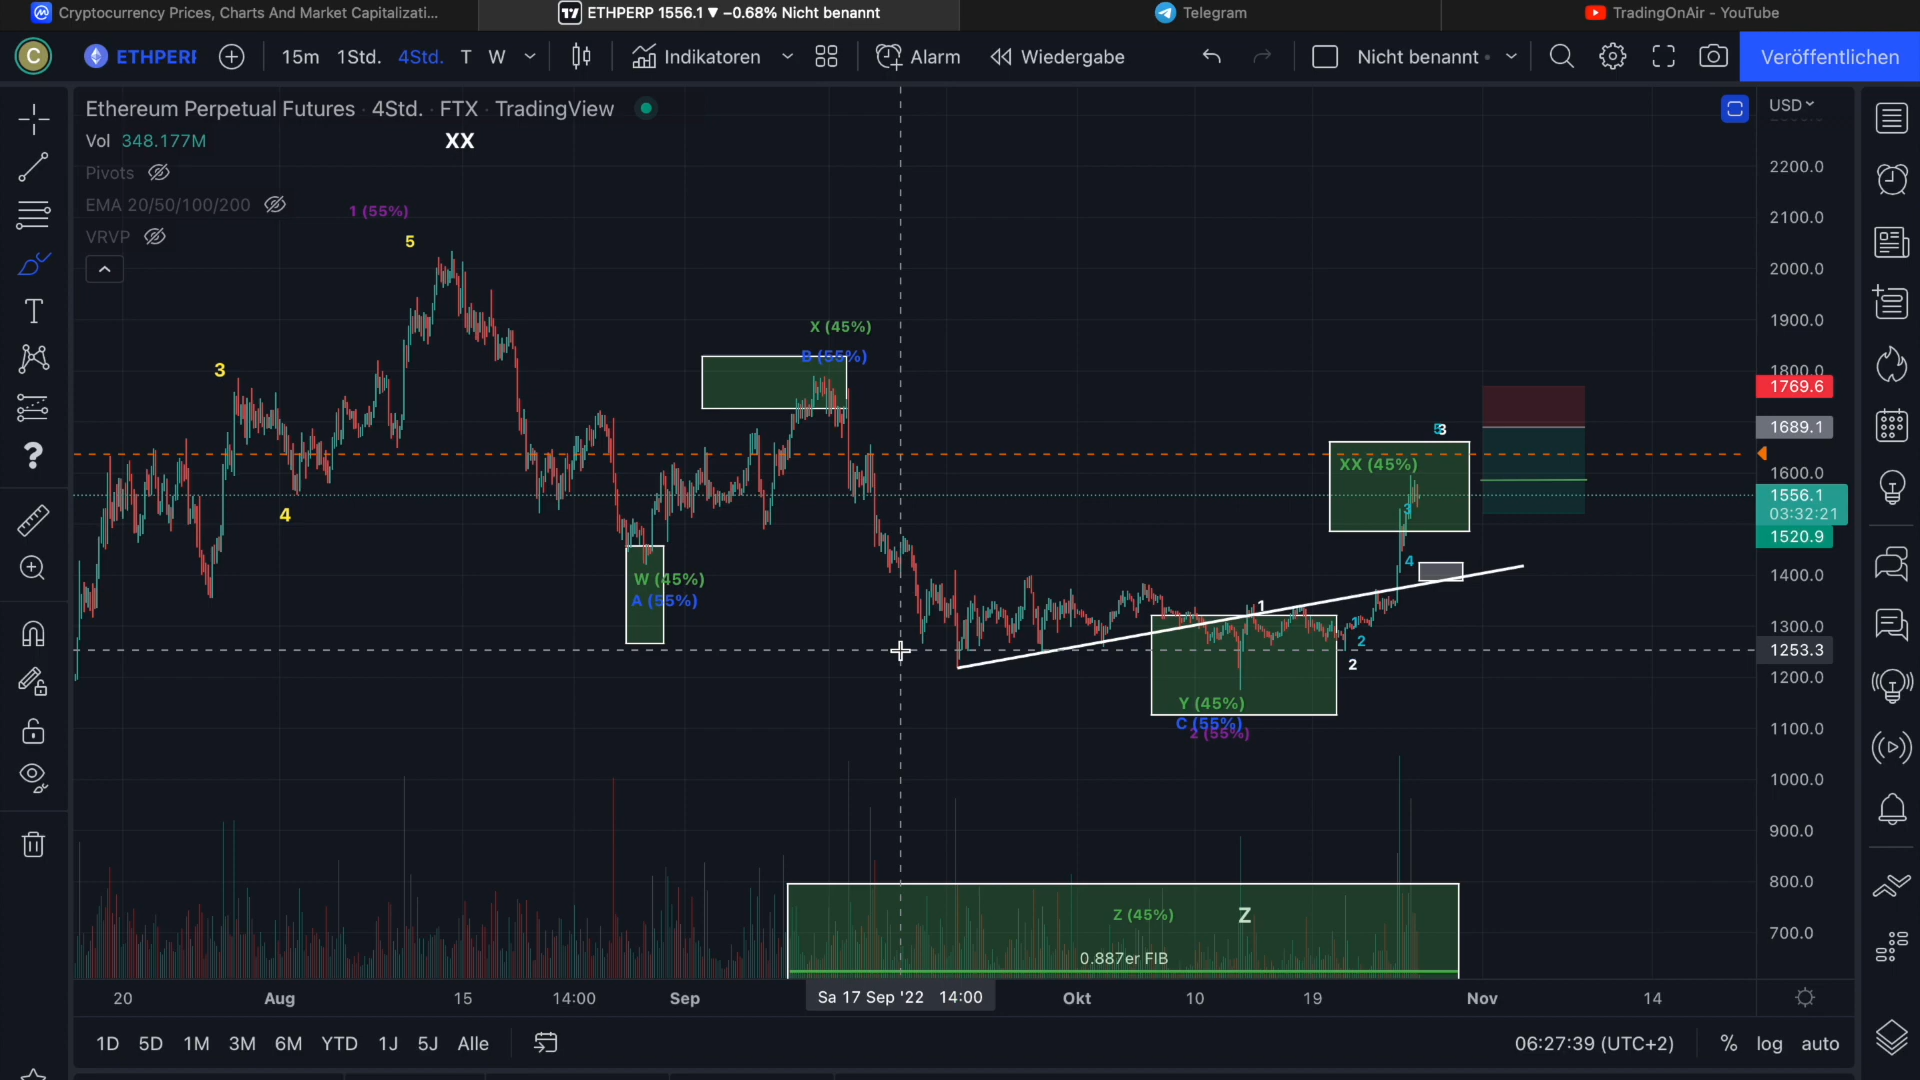 Cryptocurrency Prices, Charts And Market Capitalizati...
ETHPERP 1556.1 ▼ −0.68% Nicht benannt
Telegram
TradingOnAir - YouTube
C
ETHPERP
15m 1Std. 4Std. T W
Indikatoren
Alarm
Wiedergabe
Nicht benannt
Veröffentlichen
Ethereum Perpetual Futures · 4Std. · FTX · TradingView
USD
Vol 348.177M
XX
Pivots
EMA 20/50/100/200
VRVP
1 (55%)
5
3
4
X (45%)
B (55%)
W (45%)
A (55%)
53
XX (45%)
3
4
1
1
2
2
Y (45%)
C (55%)
2 (55%)
Z (45%)
Z
0.887er FIB
2200.0
2100.0
2000.0
1900.0
1800.0
1769.6
1689.1
1600.0
1556.1
03:32:21
1520.9
1400.0
1300.0
1253.3
1200.0
1100.0
1000.0
900.0
800.0
700.0
20 Aug 15 14:00 Sep Sa 17 Sep '22 14:00 Okt 10 19 Nov 14
1D 5D 1M 3M 6M YTD 1J 5J Alle
06:27:39 (UTC+2)
% log auto